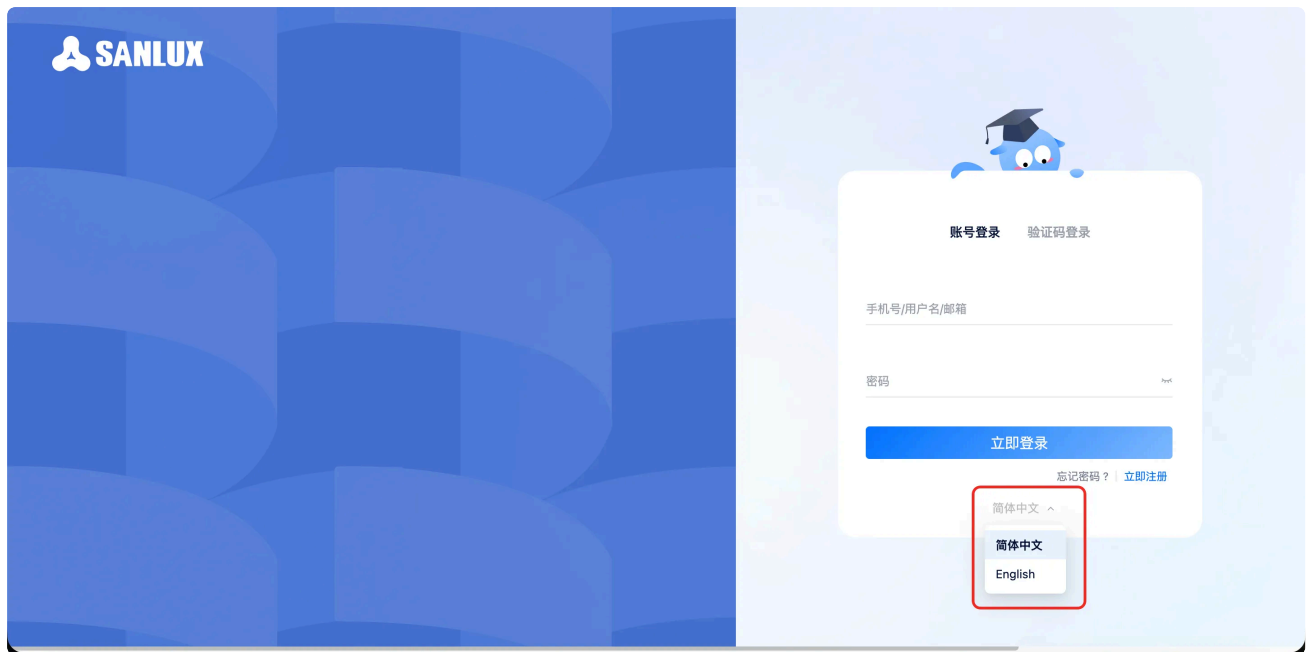 SANLUX
账号登录 验证码登录
手机号/用户名/邮箱
密码
立即登录
忘记密码？ 立即注册
简体中文
简体中文
English